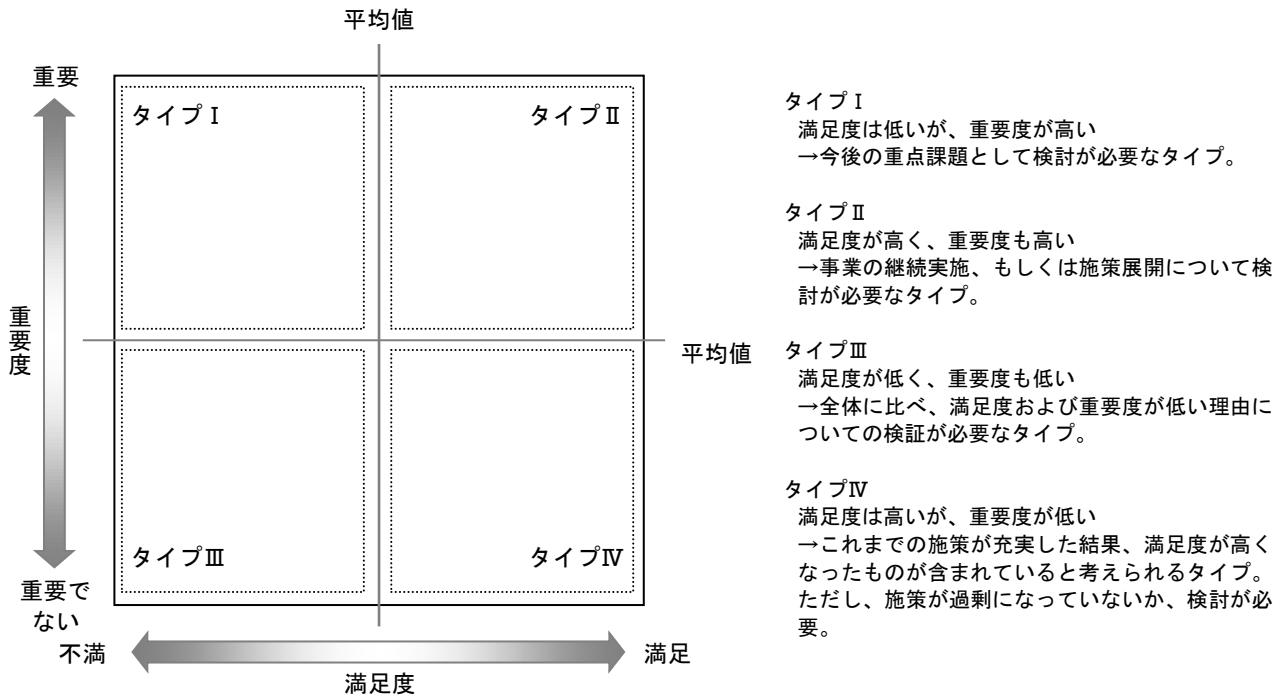 平均値
重要
タイプⅠ
タイプⅡ
重要度
平均値
タイプⅢ
タイプⅣ
重要で
ない
不満
満足
満足度
タイプⅠ
満足度は低いが、重要度が高い
→今後の重点課題として検討が必要なタイプ。
タイプⅡ
満足度が高く、重要度も高い
→事業の継続実施、もしくは施策展開について検
討が必要なタイプ。
タイプⅢ
満足度が低く、重要度も低い
→全体に比べ、満足度および重要度が低い理由に
ついての検証が必要なタイプ。
タイプⅣ
満足度は高いが、重要度が低い
→これまでの施策が充実した結果、満足度が高く
なったものが含まれていると考えられるタイプ。
ただし、施策が過剰になっていないか、検討が必
要。